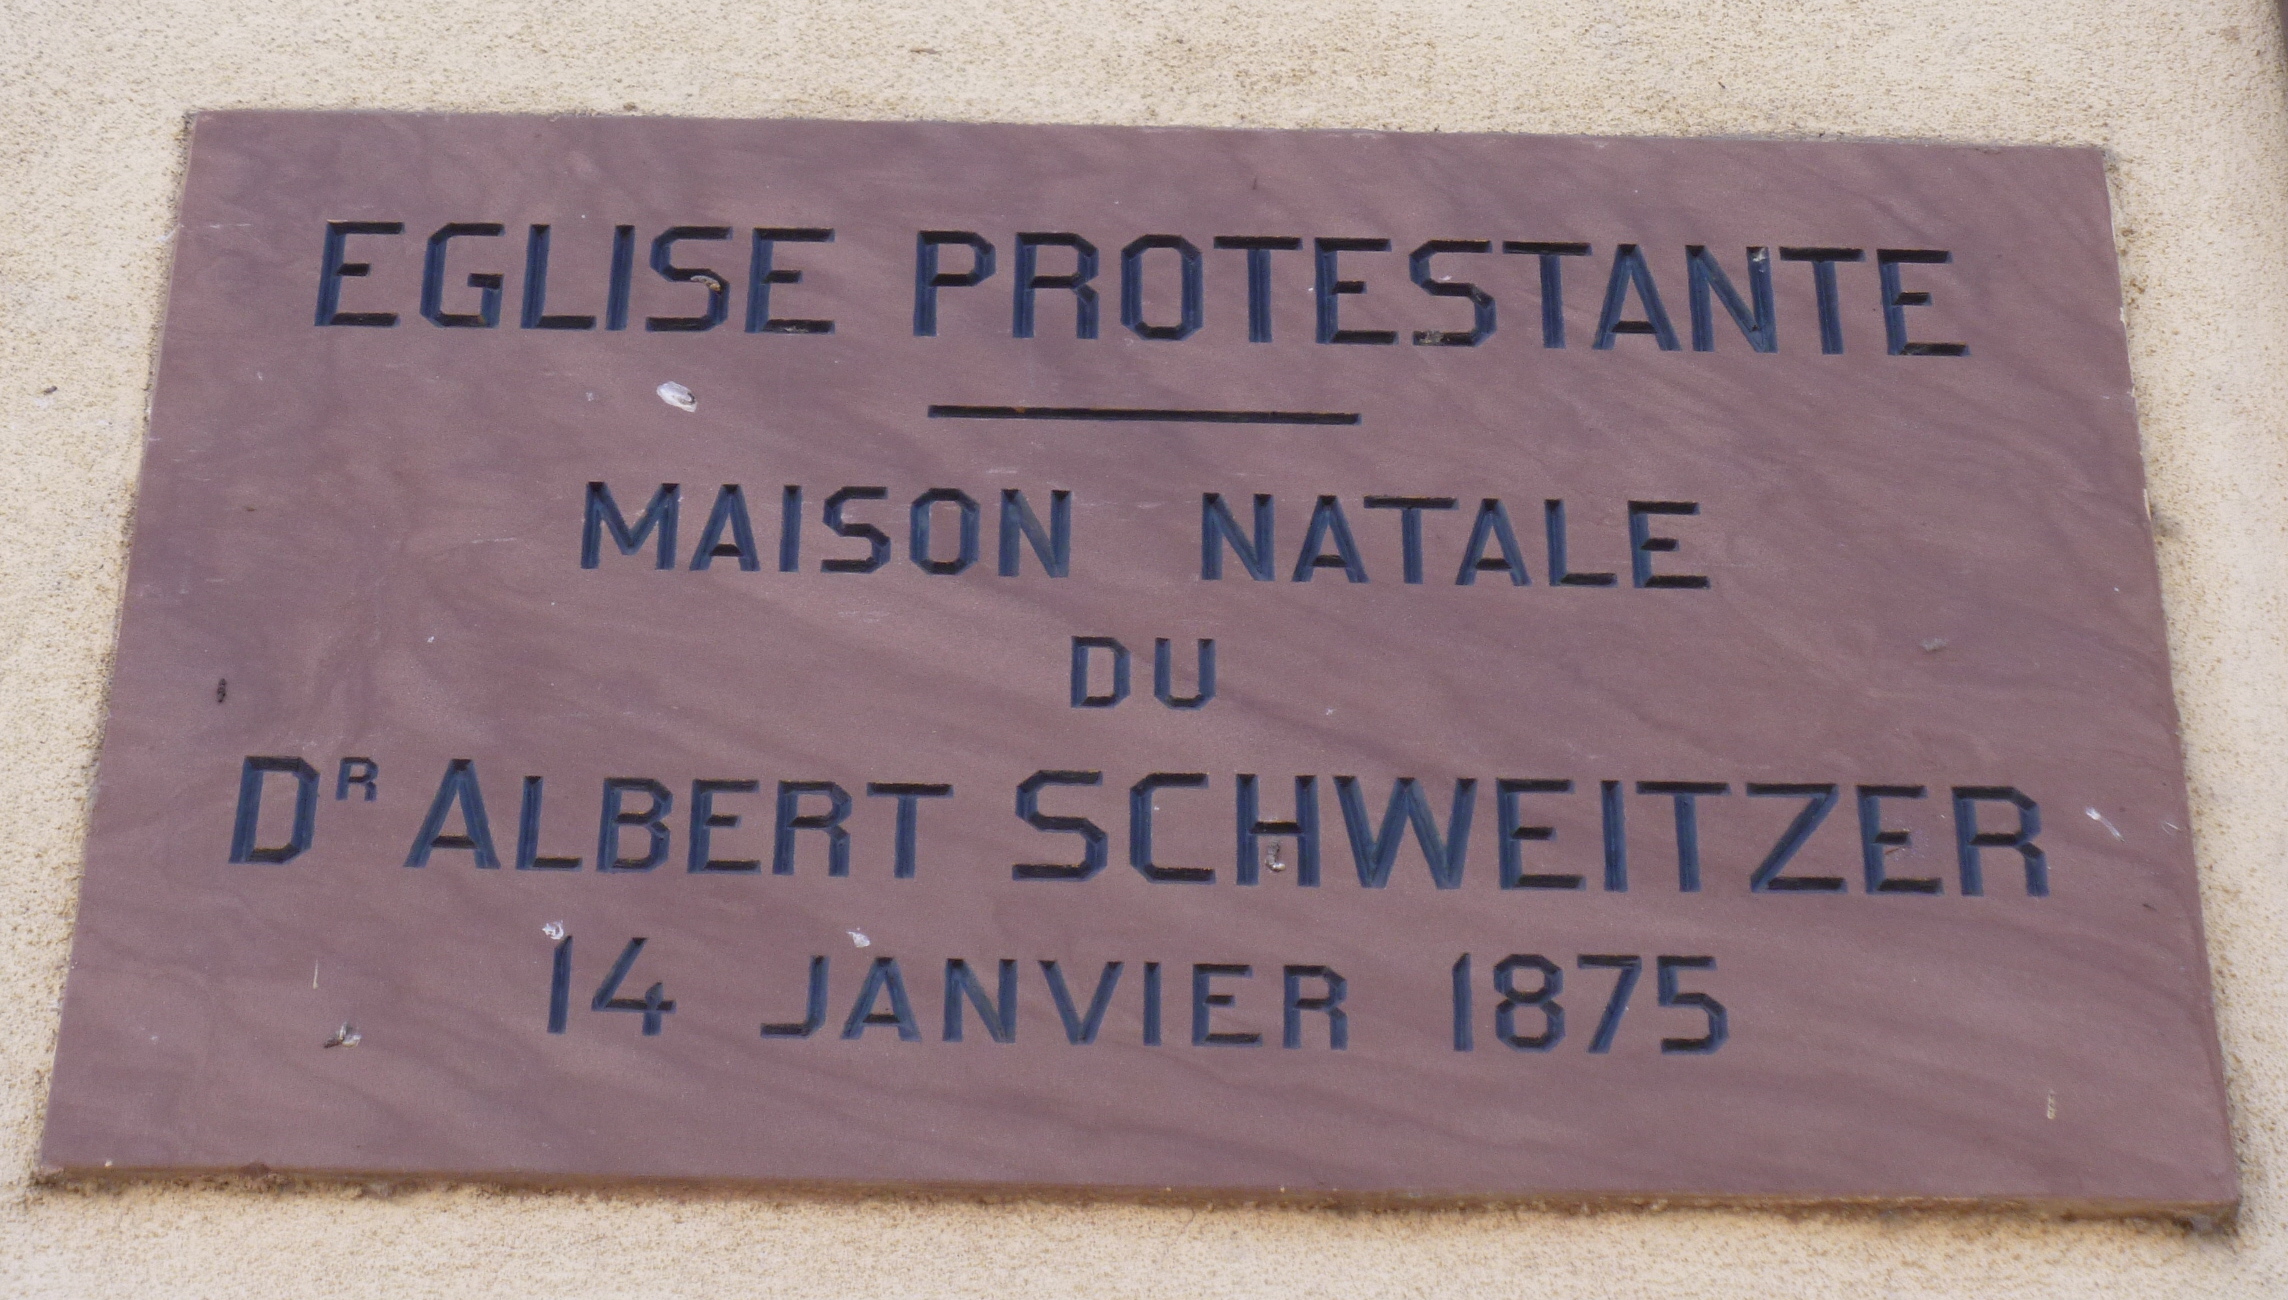 EGLISE PROTESTANTE
MAISON NATALE
DU
DR ALBERT SCHWEITZER
14 JANVIER 1875